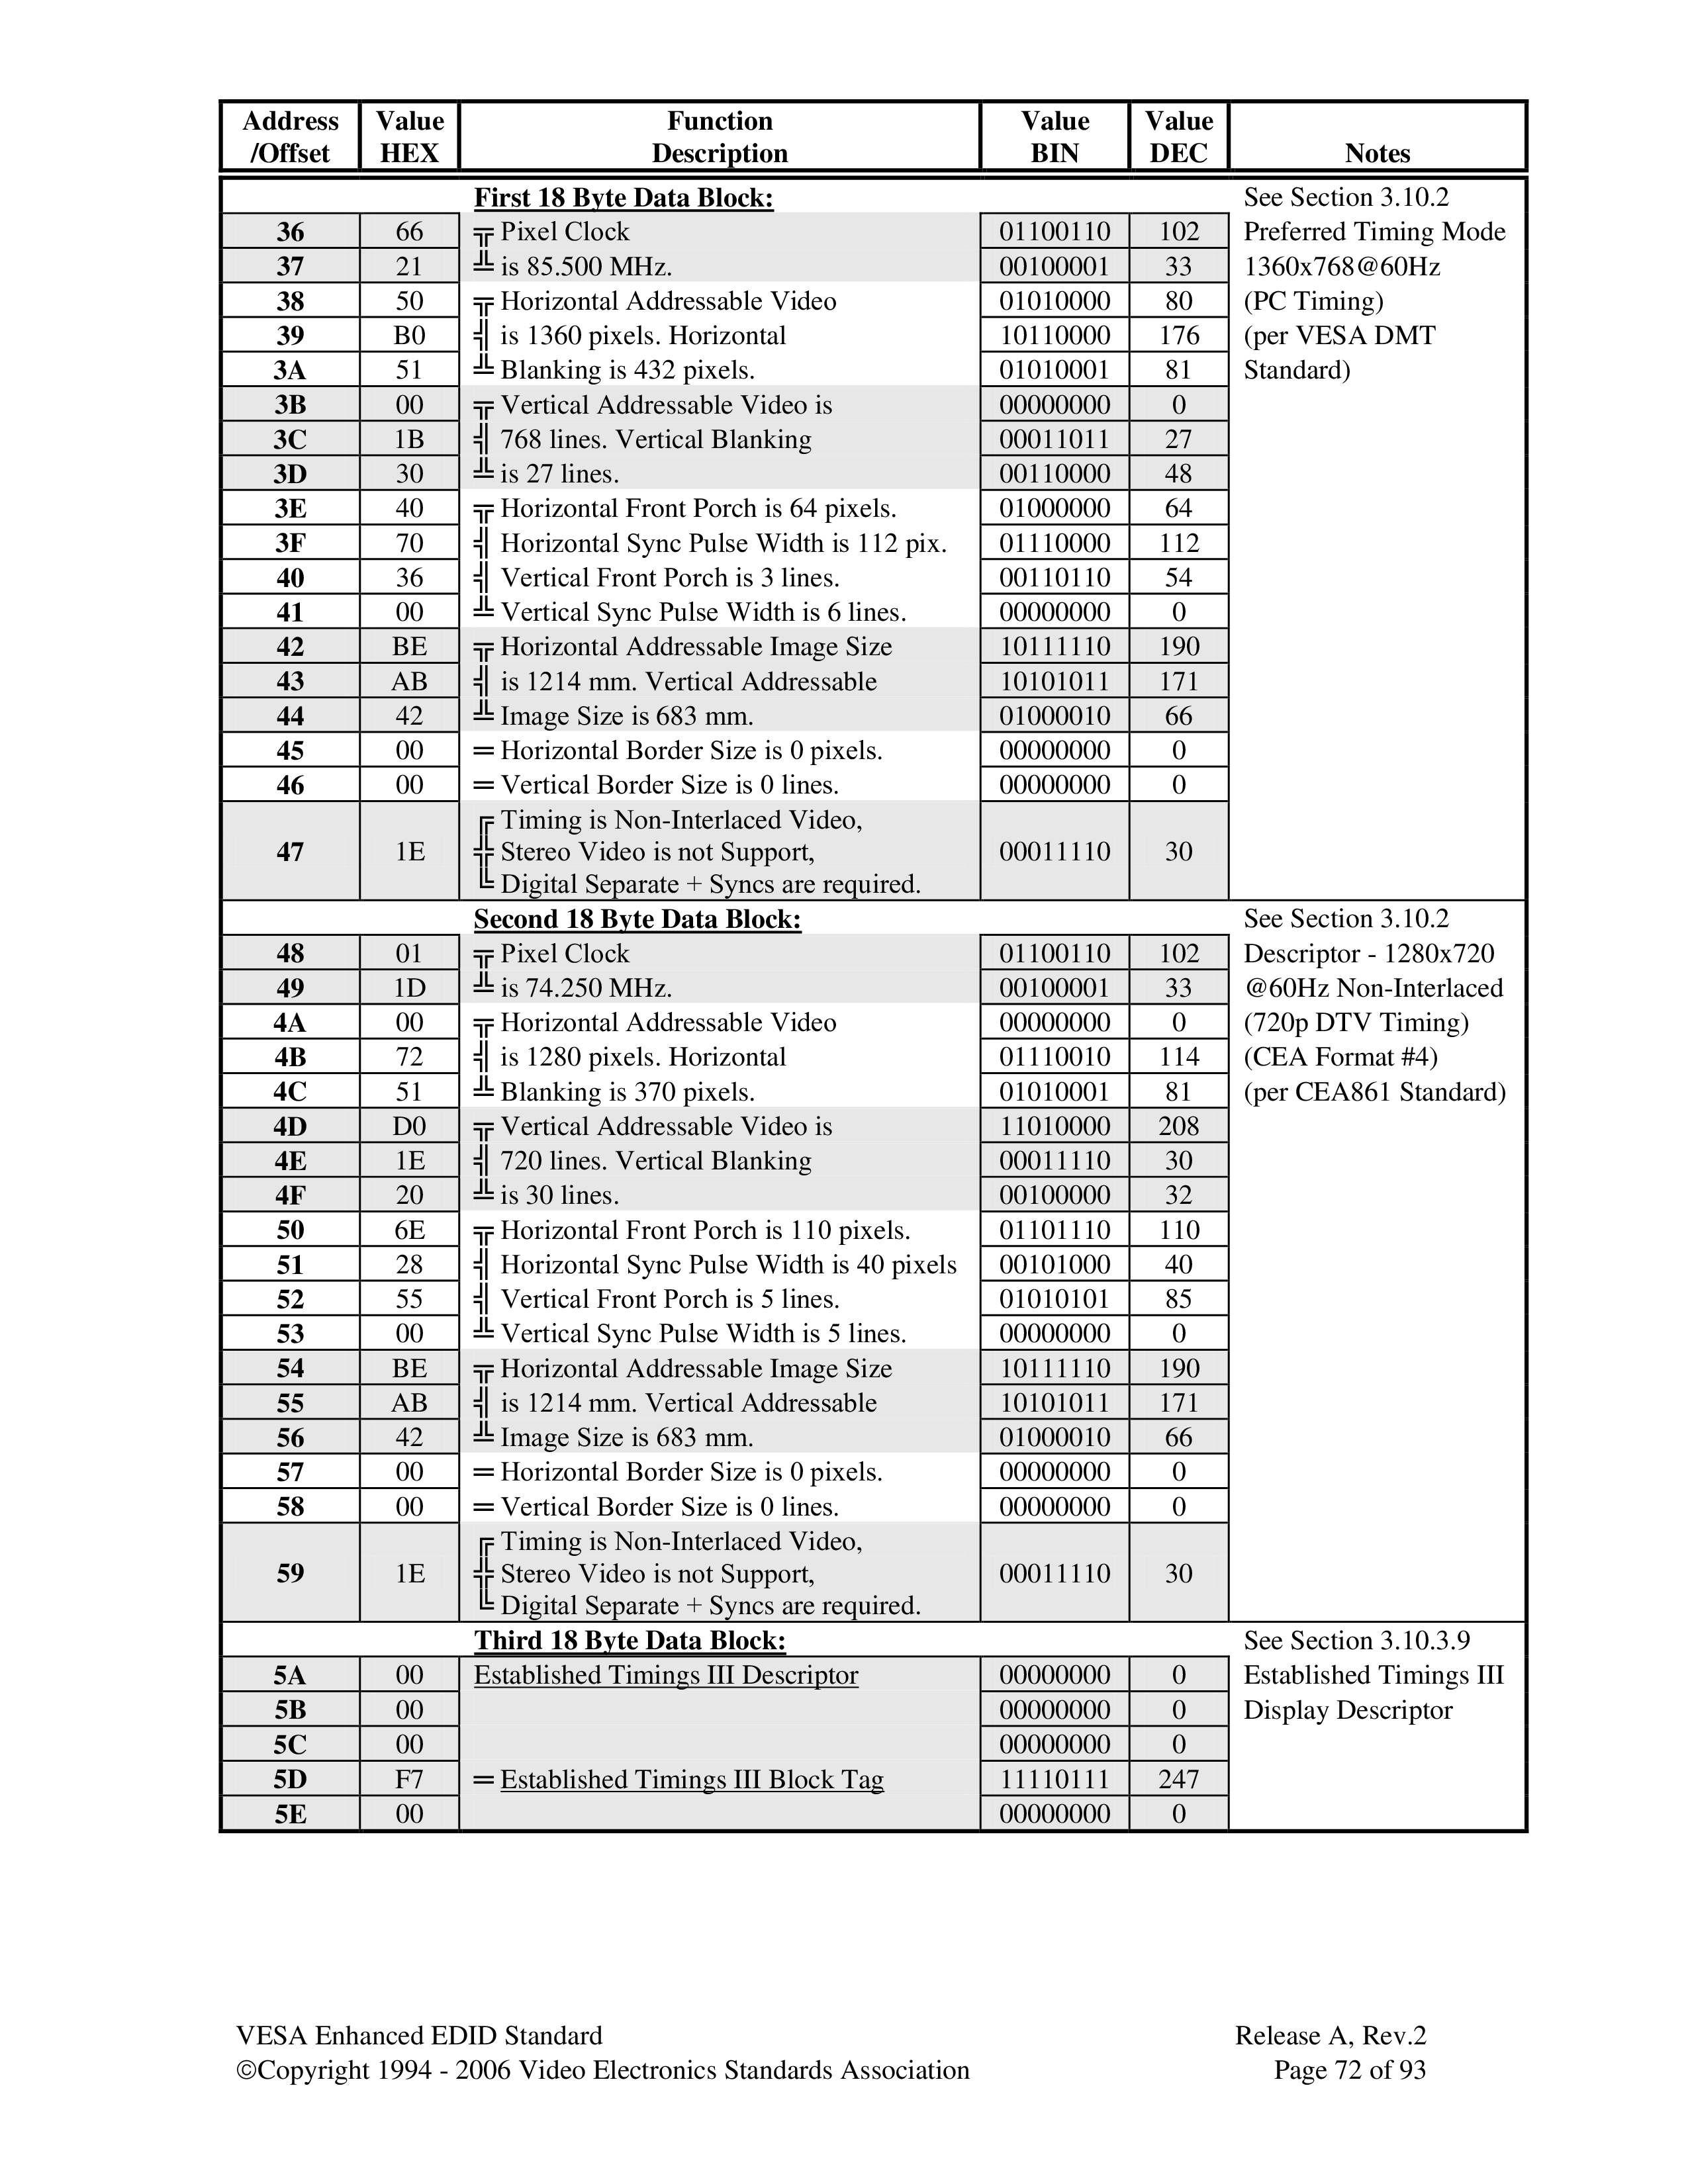 Address Value Function Value Value
/Offset HEX Description BIN DEC Notes
First 18 Byte Data Block: See Section 3.10.2
36 66 ╦ Pixel Clock 01100110 102 Preferred Timing Mode
37 21 ╩ is 85.500 MHz. 00100001 33 1360x768@60Hz
38 50 ╦ Horizontal Addressable Video 01010000 80 (PC Timing)
39 B0 ╣ is 1360 pixels. Horizontal 10110000 176 (per VESA DMT
3A 51 ╩ Blanking is 432 pixels. 01010001 81 Standard)
3B 00 ╦ Vertical Addressable Video is 00000000 0
3C 1B ╣ 768 lines. Vertical Blanking 00011011 27
3D 30 ╩ is 27 lines. 00110000 48
3E 40 ╦ Horizontal Front Porch is 64 pixels. 01000000 64
3F 70 ╣ Horizontal Sync Pulse Width is 112 pix. 01110000 112
40 36 ╣ Vertical Front Porch is 3 lines. 00110110 54
41 00 ╩ Vertical Sync Pulse Width is 6 lines. 00000000 0
42 BE ╦ Horizontal Addressable Image Size 10111110 190
43 AB ╣ is 1214 mm. Vertical Addressable 10101011 171
44 42 ╩ Image Size is 683 mm. 01000010 66
45 00 ═ Horizontal Border Size is 0 pixels. 00000000 0
46 00 ═ Vertical Border Size is 0 lines. 00000000 0
╔ Timing is Non-Interlaced Video,
47 1E ╬ Stereo Video is not Support, 00011110 30
╚ Digital Separate + Syncs are required.
Second 18 Byte Data Block: See Section 3.10.2
48 01 ╦ Pixel Clock 01100110 102 Descriptor - 1280x720
49 1D ╩ is 74.250 MHz. 00100001 33 @60Hz Non-Interlaced
4A 00 ╦ Horizontal Addressable Video 00000000 0 (720p DTV Timing)
4B 72 ╣ is 1280 pixels. Horizontal 01110010 114 (CEA Format #4)
4C 51 ╩ Blanking is 370 pixels. 01010001 81 (per CEA861 Standard)
4D D0 ╦ Vertical Addressable Video is 11010000 208
4E 1E ╣ 720 lines. Vertical Blanking 00011110 30
4F 20 ╩ is 30 lines. 00100000 32
50 6E ╦ Horizontal Front Porch is 110 pixels. 01101110 110
51 28 ╣ Horizontal Sync Pulse Width is 40 pixels 00101000 40
52 55 ╣ Vertical Front Porch is 5 lines. 01010101 85
53 00 ╩ Vertical Sync Pulse Width is 5 lines. 00000000 0
54 BE ╦ Horizontal Addressable Image Size 10111110 190
55 AB ╣ is 1214 mm. Vertical Addressable 10101011 171
56 42 ╩ Image Size is 683 mm. 01000010 66
57 00 ═ Horizontal Border Size is 0 pixels. 00000000 0
58 00 ═ Vertical Border Size is 0 lines. 00000000 0
╔ Timing is Non-Interlaced Video,
59 1E ╬ Stereo Video is not Support, 00011110 30
╚ Digital Separate + Syncs are required.
Third 18 Byte Data Block: See Section 3.10.3.9
5A 00 Established Timings III Descriptor 00000000 0 Established Timings III
5B 00 00000000 0 Display Descriptor
5C 00 00000000 0
5D F7 ═ Established Timings III Block Tag 11110111 247
5E 00 00000000 0
VESA Enhanced EDID Standard Release A, Rev.2
©Copyright 1994 - 2006 Video Electronics Standards Association Page 72 of 93